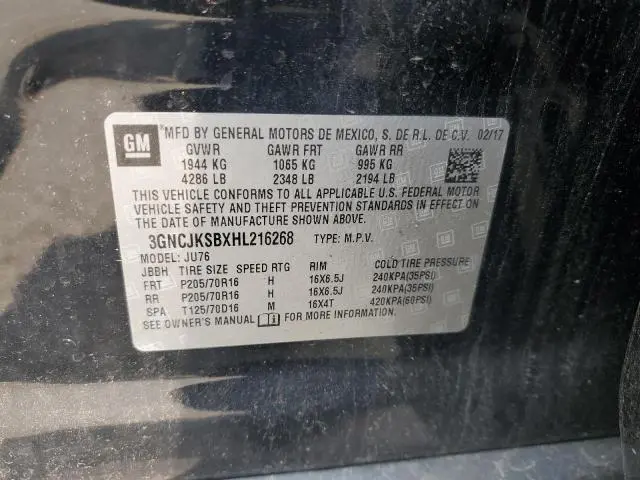 GM
MFD BY GENERAL MOTORS DE MEXICO, S. DE R.L. DE C.V. 02/17
GVWR GAWR FRT GAWR RR
1944 KG 1065 KG 995 KG
4286 LB 2348 LB 2194 LB
THIS VEHICLE CONFORMS TO ALL APPLICABLE U.S. FEDERAL MOTOR
VEHICLE SAFETY AND THEFT PREVENTION STANDARDS IN EFFECT ON
THE DATE OF MANUFACTURE SHOWN ABOVE.
3GNCJKSBXHL216268 TYPE: M.P.V.
MODEL: JU76
JBBH TIRE SIZE SPEED RTG RIM COLD TIRE PRESSURE
FRT P205/70R16 H 16X6.5J 240KPA(35PSI)
RR P205/70R16 H 16X6.5J 240KPA(35PSI)
SPA T125/70D16 M 16X4T 420KPA(60PSI)
SEE OWNER'S MANUAL FOR MORE INFORMATION.